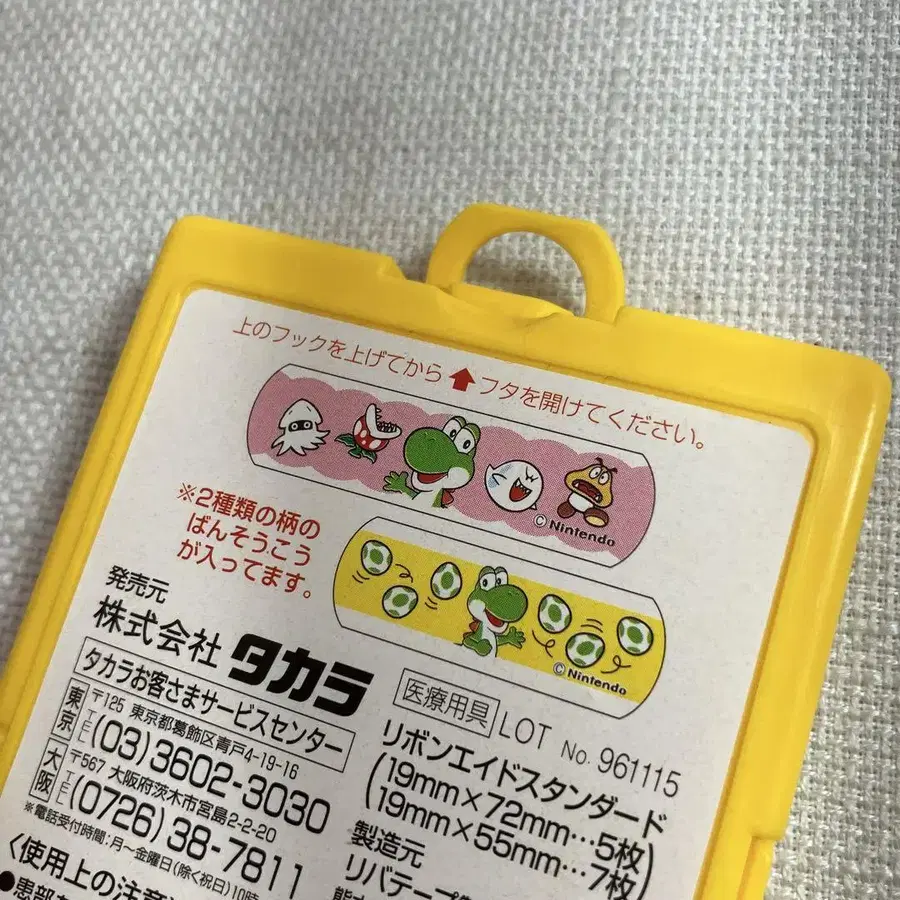 上のフックを上げてから⬆フタを開けてください。
© Nintendo
※2種類の柄の
ばんそうこう
が入ってます。
© Nintendo
発売元
株式会社 タカラ
タカラお客さまサービスセンター
東京 〒125 東京都葛飾区青戸4-19-16
TEL (03)3602-3030
大阪 〒567 大阪府茨木市宮島2-2-20
TEL (0726)38-7811
※電話受付時間:月〜金曜日(除く祝日)10時
〈使用上の注意
●患部を
医療用具 LOT No. 961115
リボンエイドスタンダード
(19mm×72mm…5枚)
(19mm×55mm…7枚)
製造元
リバテープ